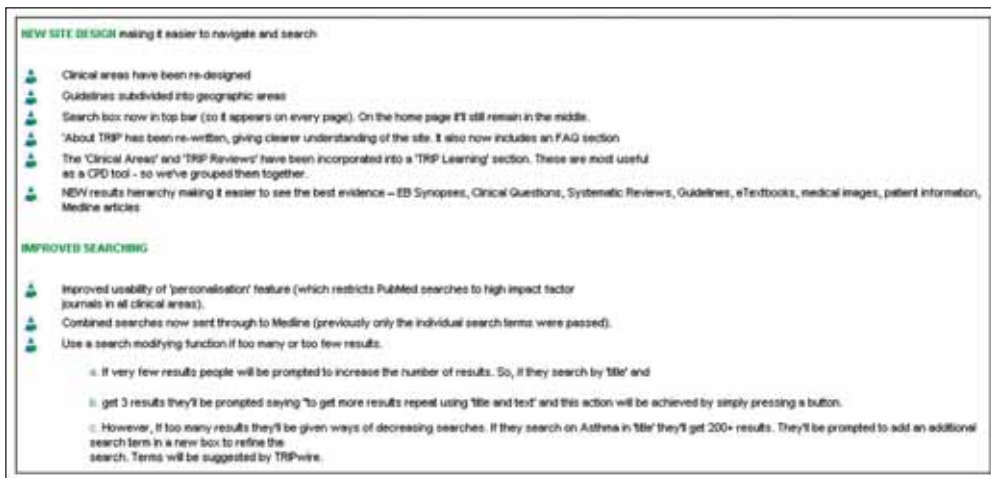 NEW SITE DESIGN making it easier to navigate and search
Clinical areas have been re-designed
Guidelines subdivided into geographic areas
Search box now in top bar (so it appears on every page). On the home page it'll still remain in the middle.
'About TRIP' has been re-written, giving clearer understanding of the site. It also now includes an FAQ section
The 'Clinical Areas' and 'TRIP Reviews' have been incorporated into a 'TRIP Learning' section. These are most useful
as a CPD tool - so we've grouped them together.
NEW results hierarchy making it easier to see the best evidence – EB Synopses, Clinical Questions, Systematic Reviews, Guidelines, eTextbooks, medical images, patient information,
Medline articles
IMPROVED SEARCHING
Improved usability of 'personalisation' feature (which restricts PubMed searches to high impact factor
journals in all clinical areas).
Combined searches now sent through to Medline (previously only the individual search terms were passed).
Use a search modifying function if too many or too few results.
a. If very few results people will be prompted to increase the number of results. So, if they search by 'title' and
b. get 3 results they'll be prompted saying "to get more results repeat using 'title and text' and this action will be achieved by simply pressing a button.
c. However, if too many results they'll be given ways of decreasing searches. If they search on Asthma in 'title' they'll get 200+ results. They'll be prompted to add an additional
search term in a new box to refine the
search. Terms will be suggested by TRIPwire.